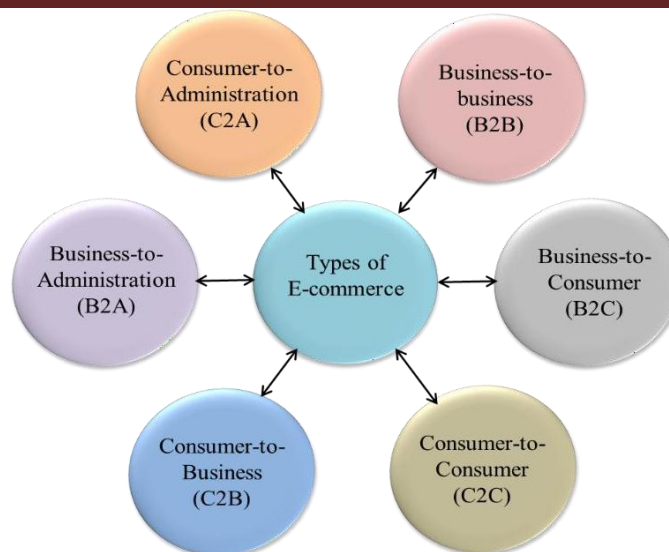 Consumer-to-
Administration
(C2A)
Business-to-
business
(B2B)
Business-to-
Administration
(B2A)
Types of
E-commerce
Business-to-
Consumer
(B2C)
Consumer-to-
Business
(C2B)
Consumer-to-
Consumer
(C2C)